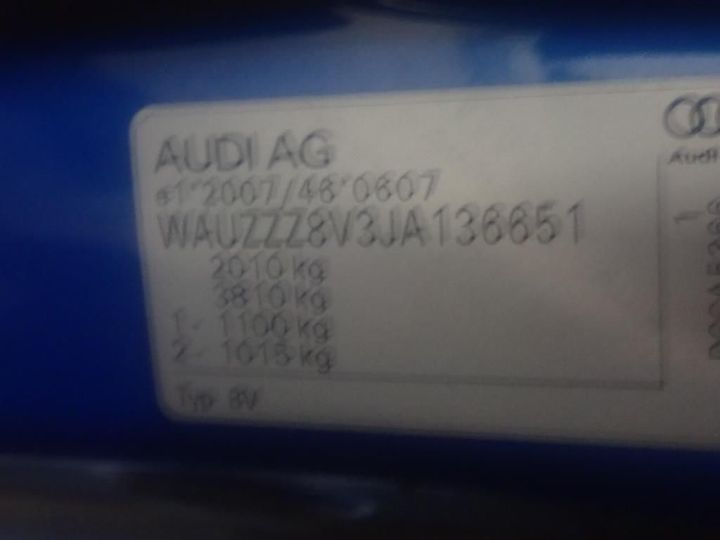 AUDI AG
e1*2007/46*0607
WAUZZZ8V3JA136651
2010 kg
3810 kg
1- 1100 kg
2- 1015 kg
Typ 8V
Audi